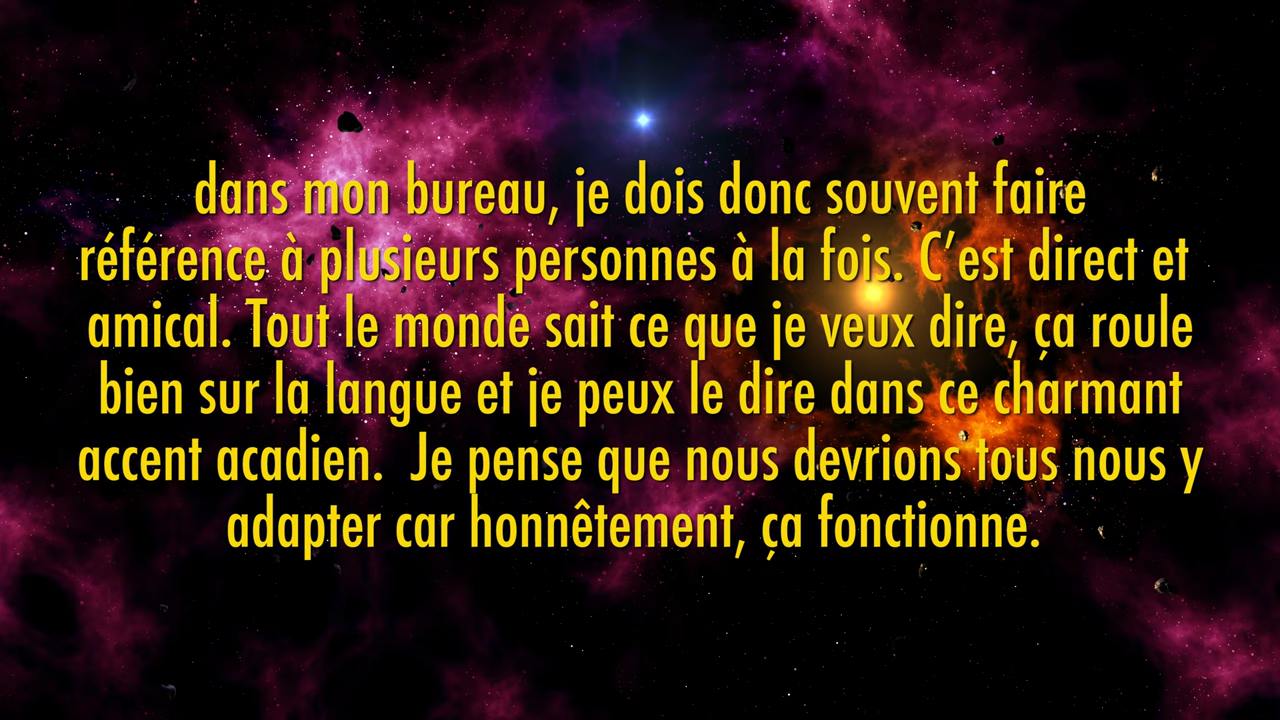 dans mon bureau, je dois donc souvent faire
référence à plusieurs personnes à la fois. C’est direct et
amical. Tout le monde sait ce que je veux dire, ça roule
bien sur la langue et je peux le dire dans ce charmant
accent acadien.  Je pense que nous devrions tous nous y
adapter car honnêtement, ça fonctionne.